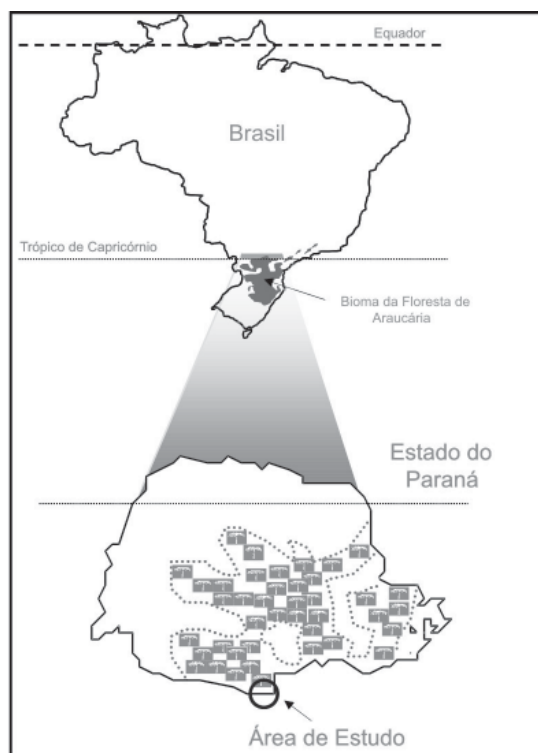 Equador
Brasil
Trópico de Capricórnio
Bioma da Floresta de
Araucária
Estado do
Paraná
Área de Estudo